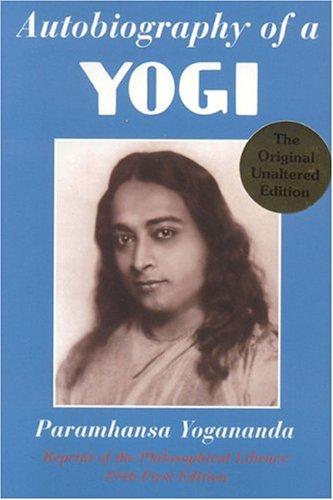 Autobiography of a
YOGI
The
Original
Unaltered
Edition
Paramhansa Yogananda
Reprint of the Philosophical Library
1946 First Edition